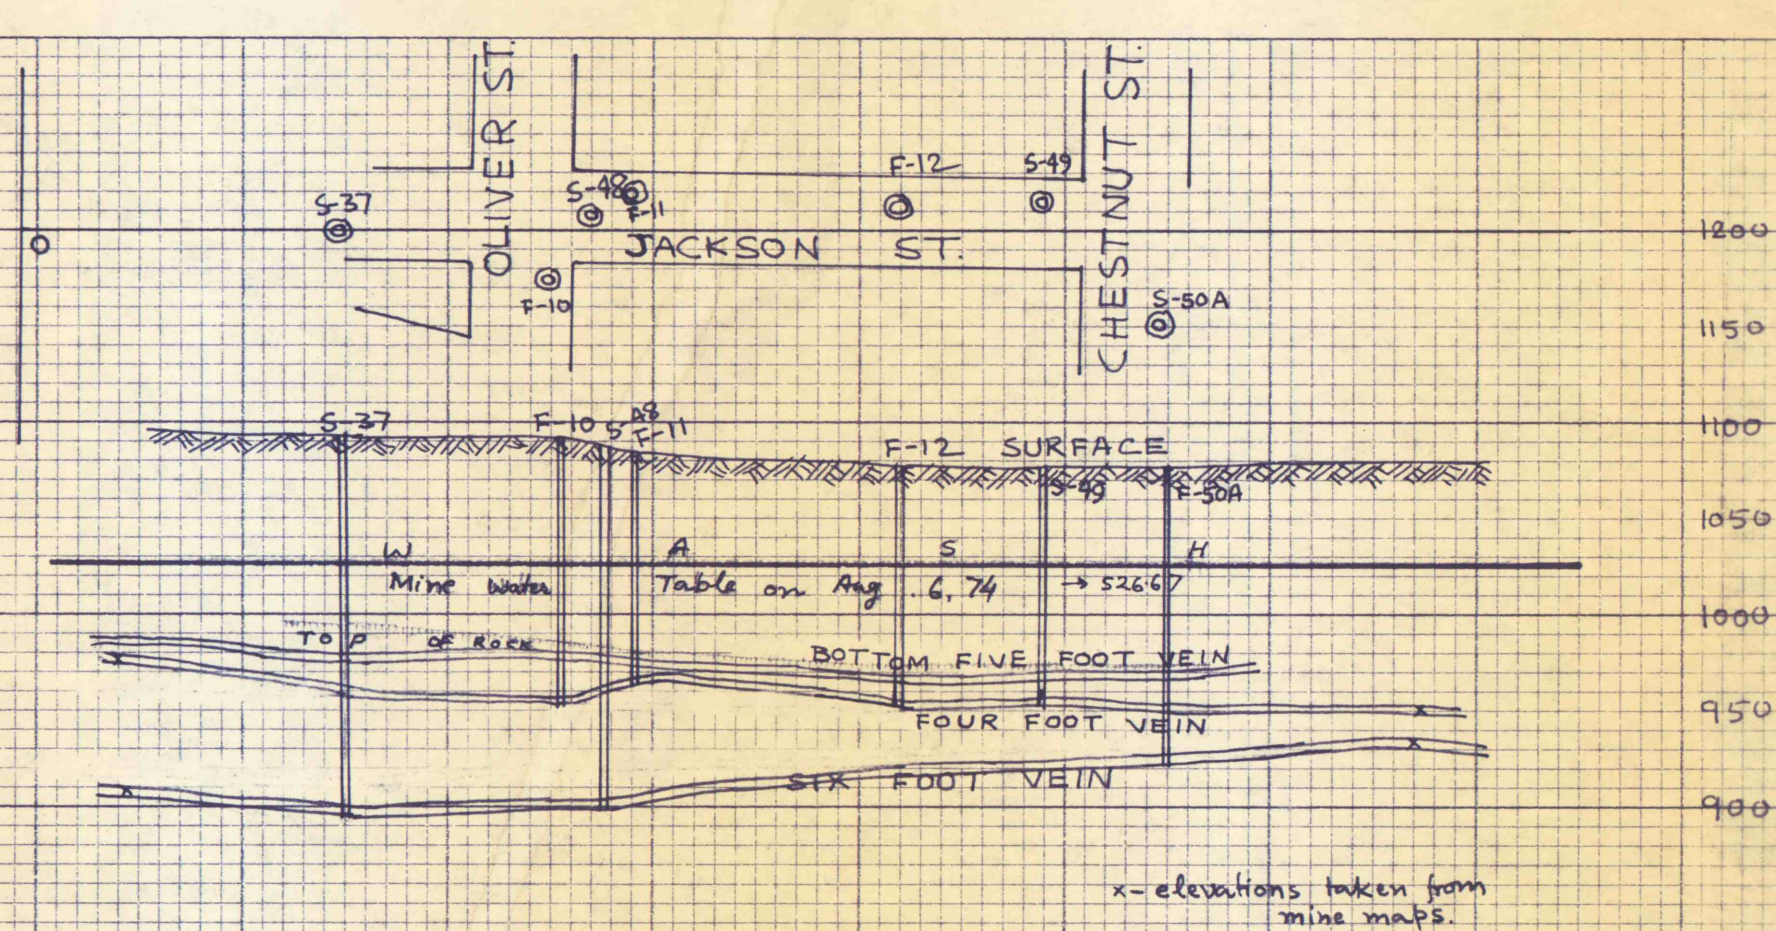 OLIVER ST.
CHESTNUT ST.
F-12
S-49
S-37
S-48
F-11
O
JACKSON ST.
1200
F-10
S-50A
1150
S-37
F-10
S-48
F-11
1100
F-12 SURFACE
S-49
F-50A
1050
W A S H
Mine water Table on Aug. 6, 74 → 526.67
1000
TOP OF ROCK
BOTTOM FIVE FOOT VEIN
950
FOUR FOOT VEIN
SIX FOOT VEIN
900
x- elevations taken from
mine maps.